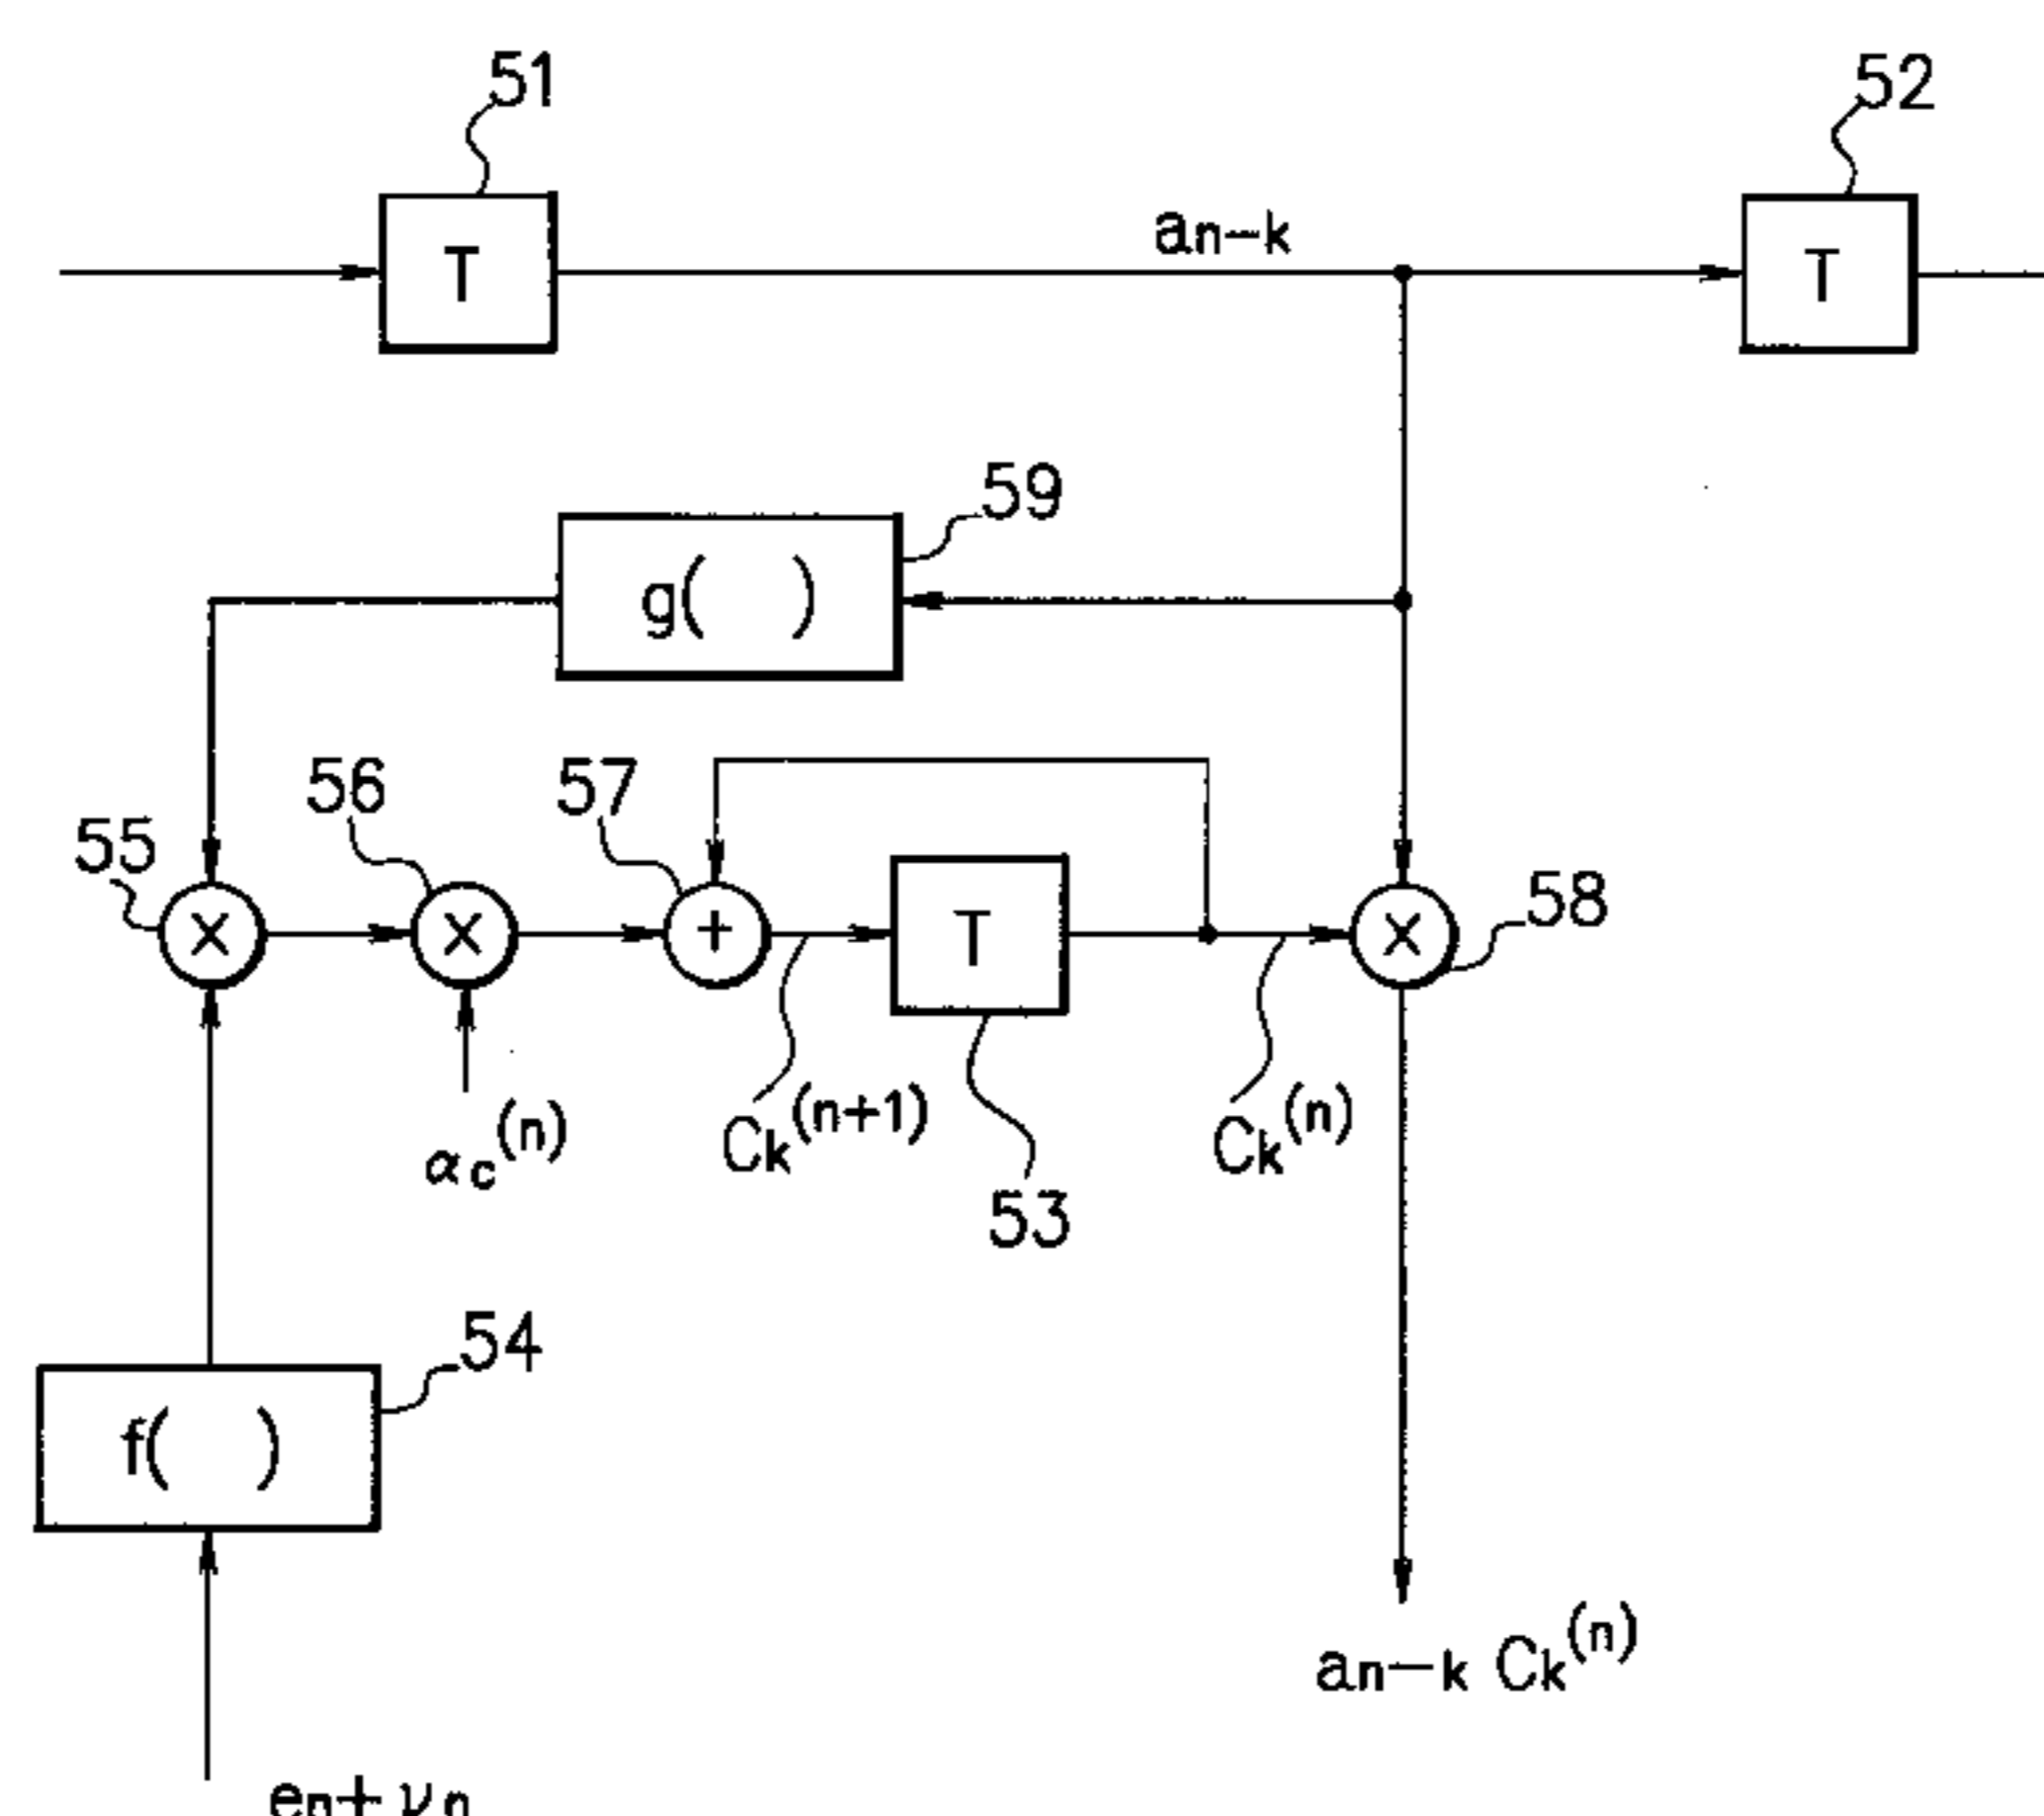 51
52
T
an-k
T
59
g( )
56
57
55
58
×
×
+
T
×
Ck(n+1)
Ck(n)
αc(n)
53
54
f( )
an-k Ck(n)
en+νn